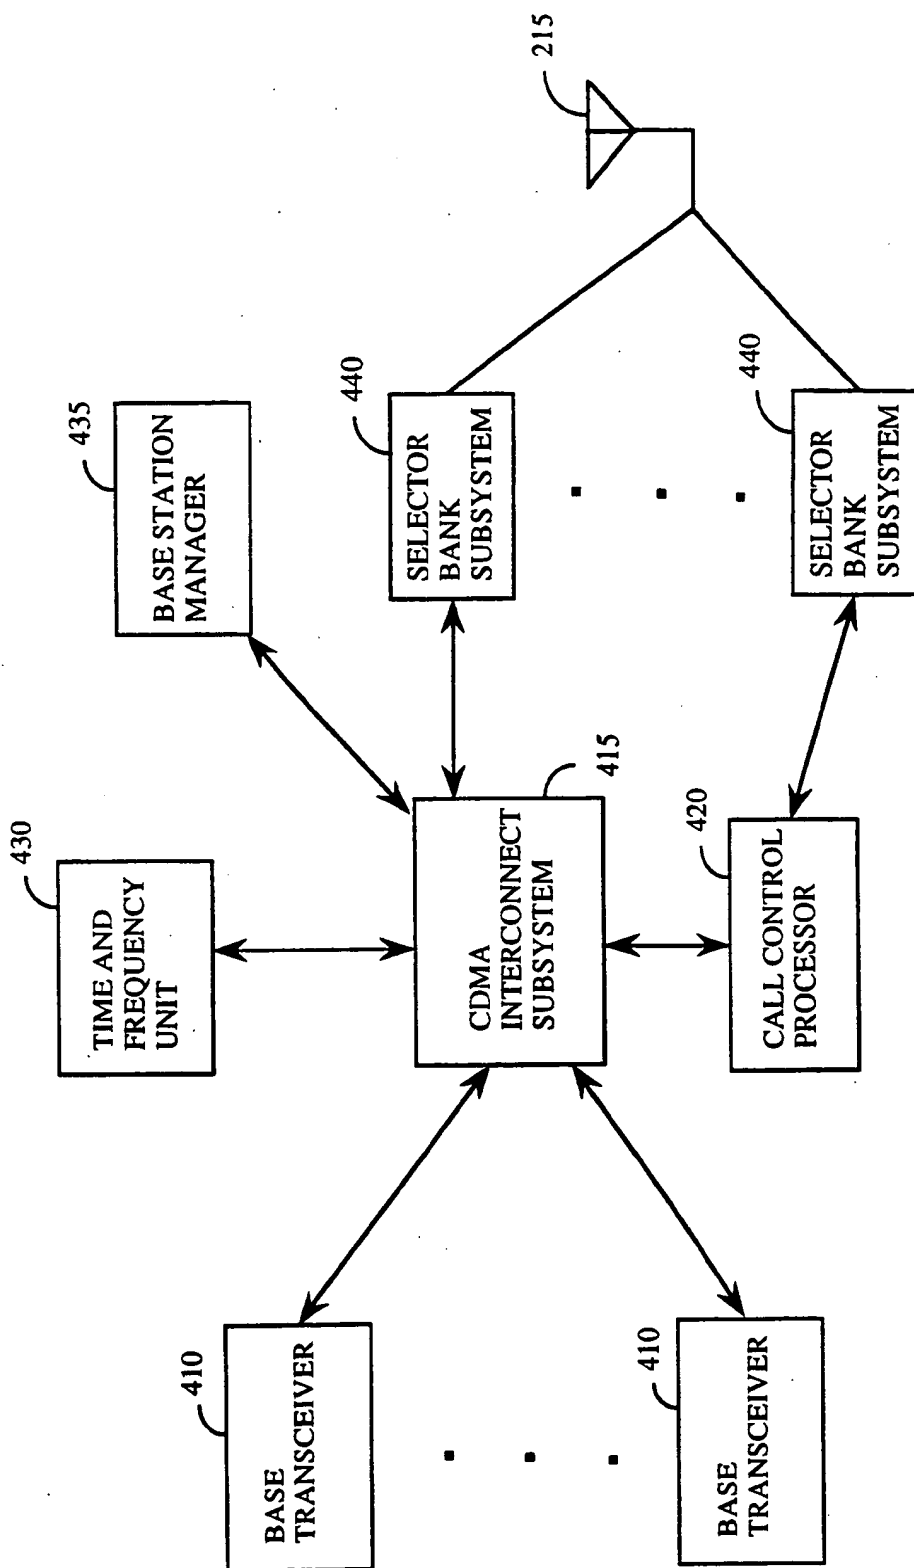 215
435
BASE STATION
MANAGER
440
SELECTOR
BANK
SUBSYSTEM
440
SELECTOR
BANK
SUBSYSTEM
430
TIME AND
FREQUENCY
UNIT
415
CDMA
INTERCONNECT
SUBSYSTEM
420
CALL CONTROL
PROCESSOR
410
BASE
TRANSCEIVER
410
BASE
TRANSCEIVER